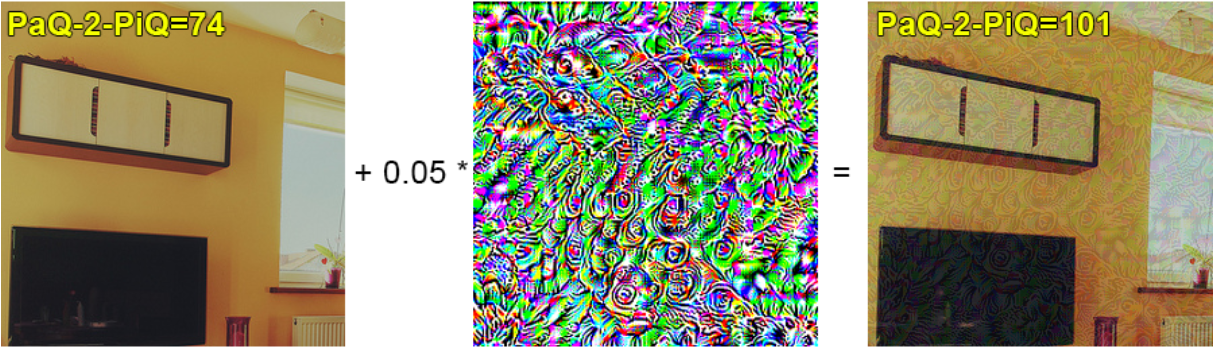 PaQ-2-PiQ=74
PaQ-2-PiQ=101
+ 0.05 *
=